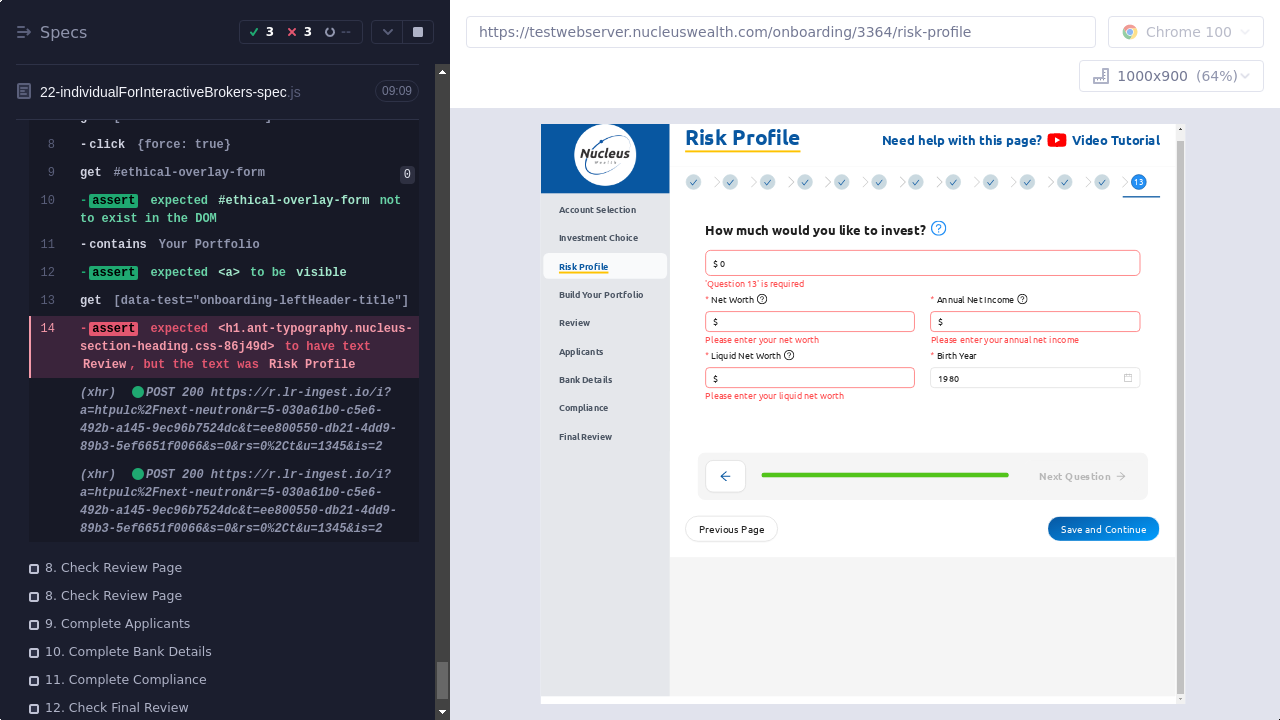 Specs
3
3
--
22-individualForInteractiveBrokers-spec.js
09:09
8
-click {force: true}
9
get #ethical-overlay-form
0
10
-assert expected #ethical-overlay-form not
to exist in the DOM
11
-contains Your Portfolio
12
-assert expected <a> to be visible
13
get [data-test="onboarding-leftHeader-title"]
14
-assert expected <h1.ant-typography.nucleus-
section-heading.css-86j49d> to have text
Review, but the text was Risk Profile
(xhr) POST 200 https://r.lr-ingest.io/i?
a=htpulc%2Fnext-neutron&r=5-030a61b0-c5e6-
492b-a145-9ec96b7524dc&t=ee800550-db21-4dd9-
89b3-5ef6651f0066&s=0&rs=0%2Ct&u=1345&is=2
(xhr) POST 200 https://r.lr-ingest.io/i?
a=htpulc%2Fnext-neutron&r=5-030a61b0-c5e6-
492b-a145-9ec96b7524dc&t=ee800550-db21-4dd9-
89b3-5ef6651f0066&s=0&rs=0%2Ct&u=1345&is=2
8. Check Review Page
8. Check Review Page
9. Complete Applicants
10. Complete Bank Details
11. Complete Compliance
12. Check Final Review
https://testwebserver.nucleuswealth.com/onboarding/3364/risk-profile
Chrome 100
1000x900 (64%)
Nucleus
Wealth
Account Selection
Investment Choice
Risk Profile
Build Your Portfolio
Review
Applicants
Bank Details
Compliance
Final Review
Risk Profile
Need help with this page? Video Tutorial
13
How much would you like to invest? ?
$ 0
'Question 13' is required
* Net Worth ?
* Annual Net Income ?
$
$
Please enter your net worth
Please enter your annual net income
* Liquid Net Worth ?
* Birth Year
$
1980
Please enter your liquid net worth
Next Question
Previous Page
Save and Continue